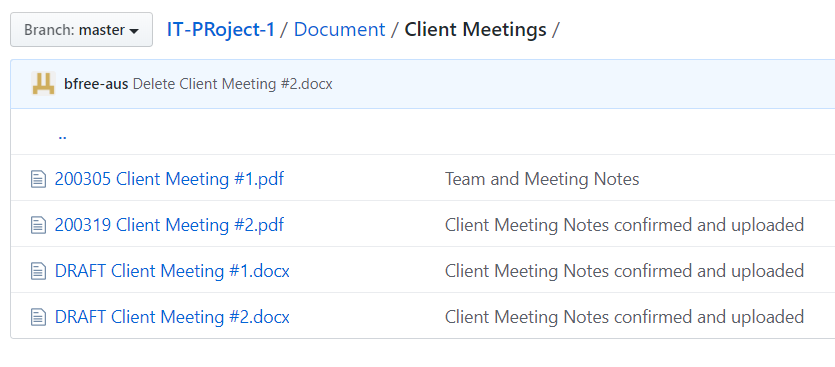 Branch: master IT-PRoject-1 / Document / Client Meetings /
bfree-aus Delete Client Meeting #2.docx
..
200305 Client Meeting #1.pdf Team and Meeting Notes
200319 Client Meeting #2.pdf Client Meeting Notes confirmed and uploaded
DRAFT Client Meeting #1.docx Client Meeting Notes confirmed and uploaded
DRAFT Client Meeting #2.docx Client Meeting Notes confirmed and uploaded